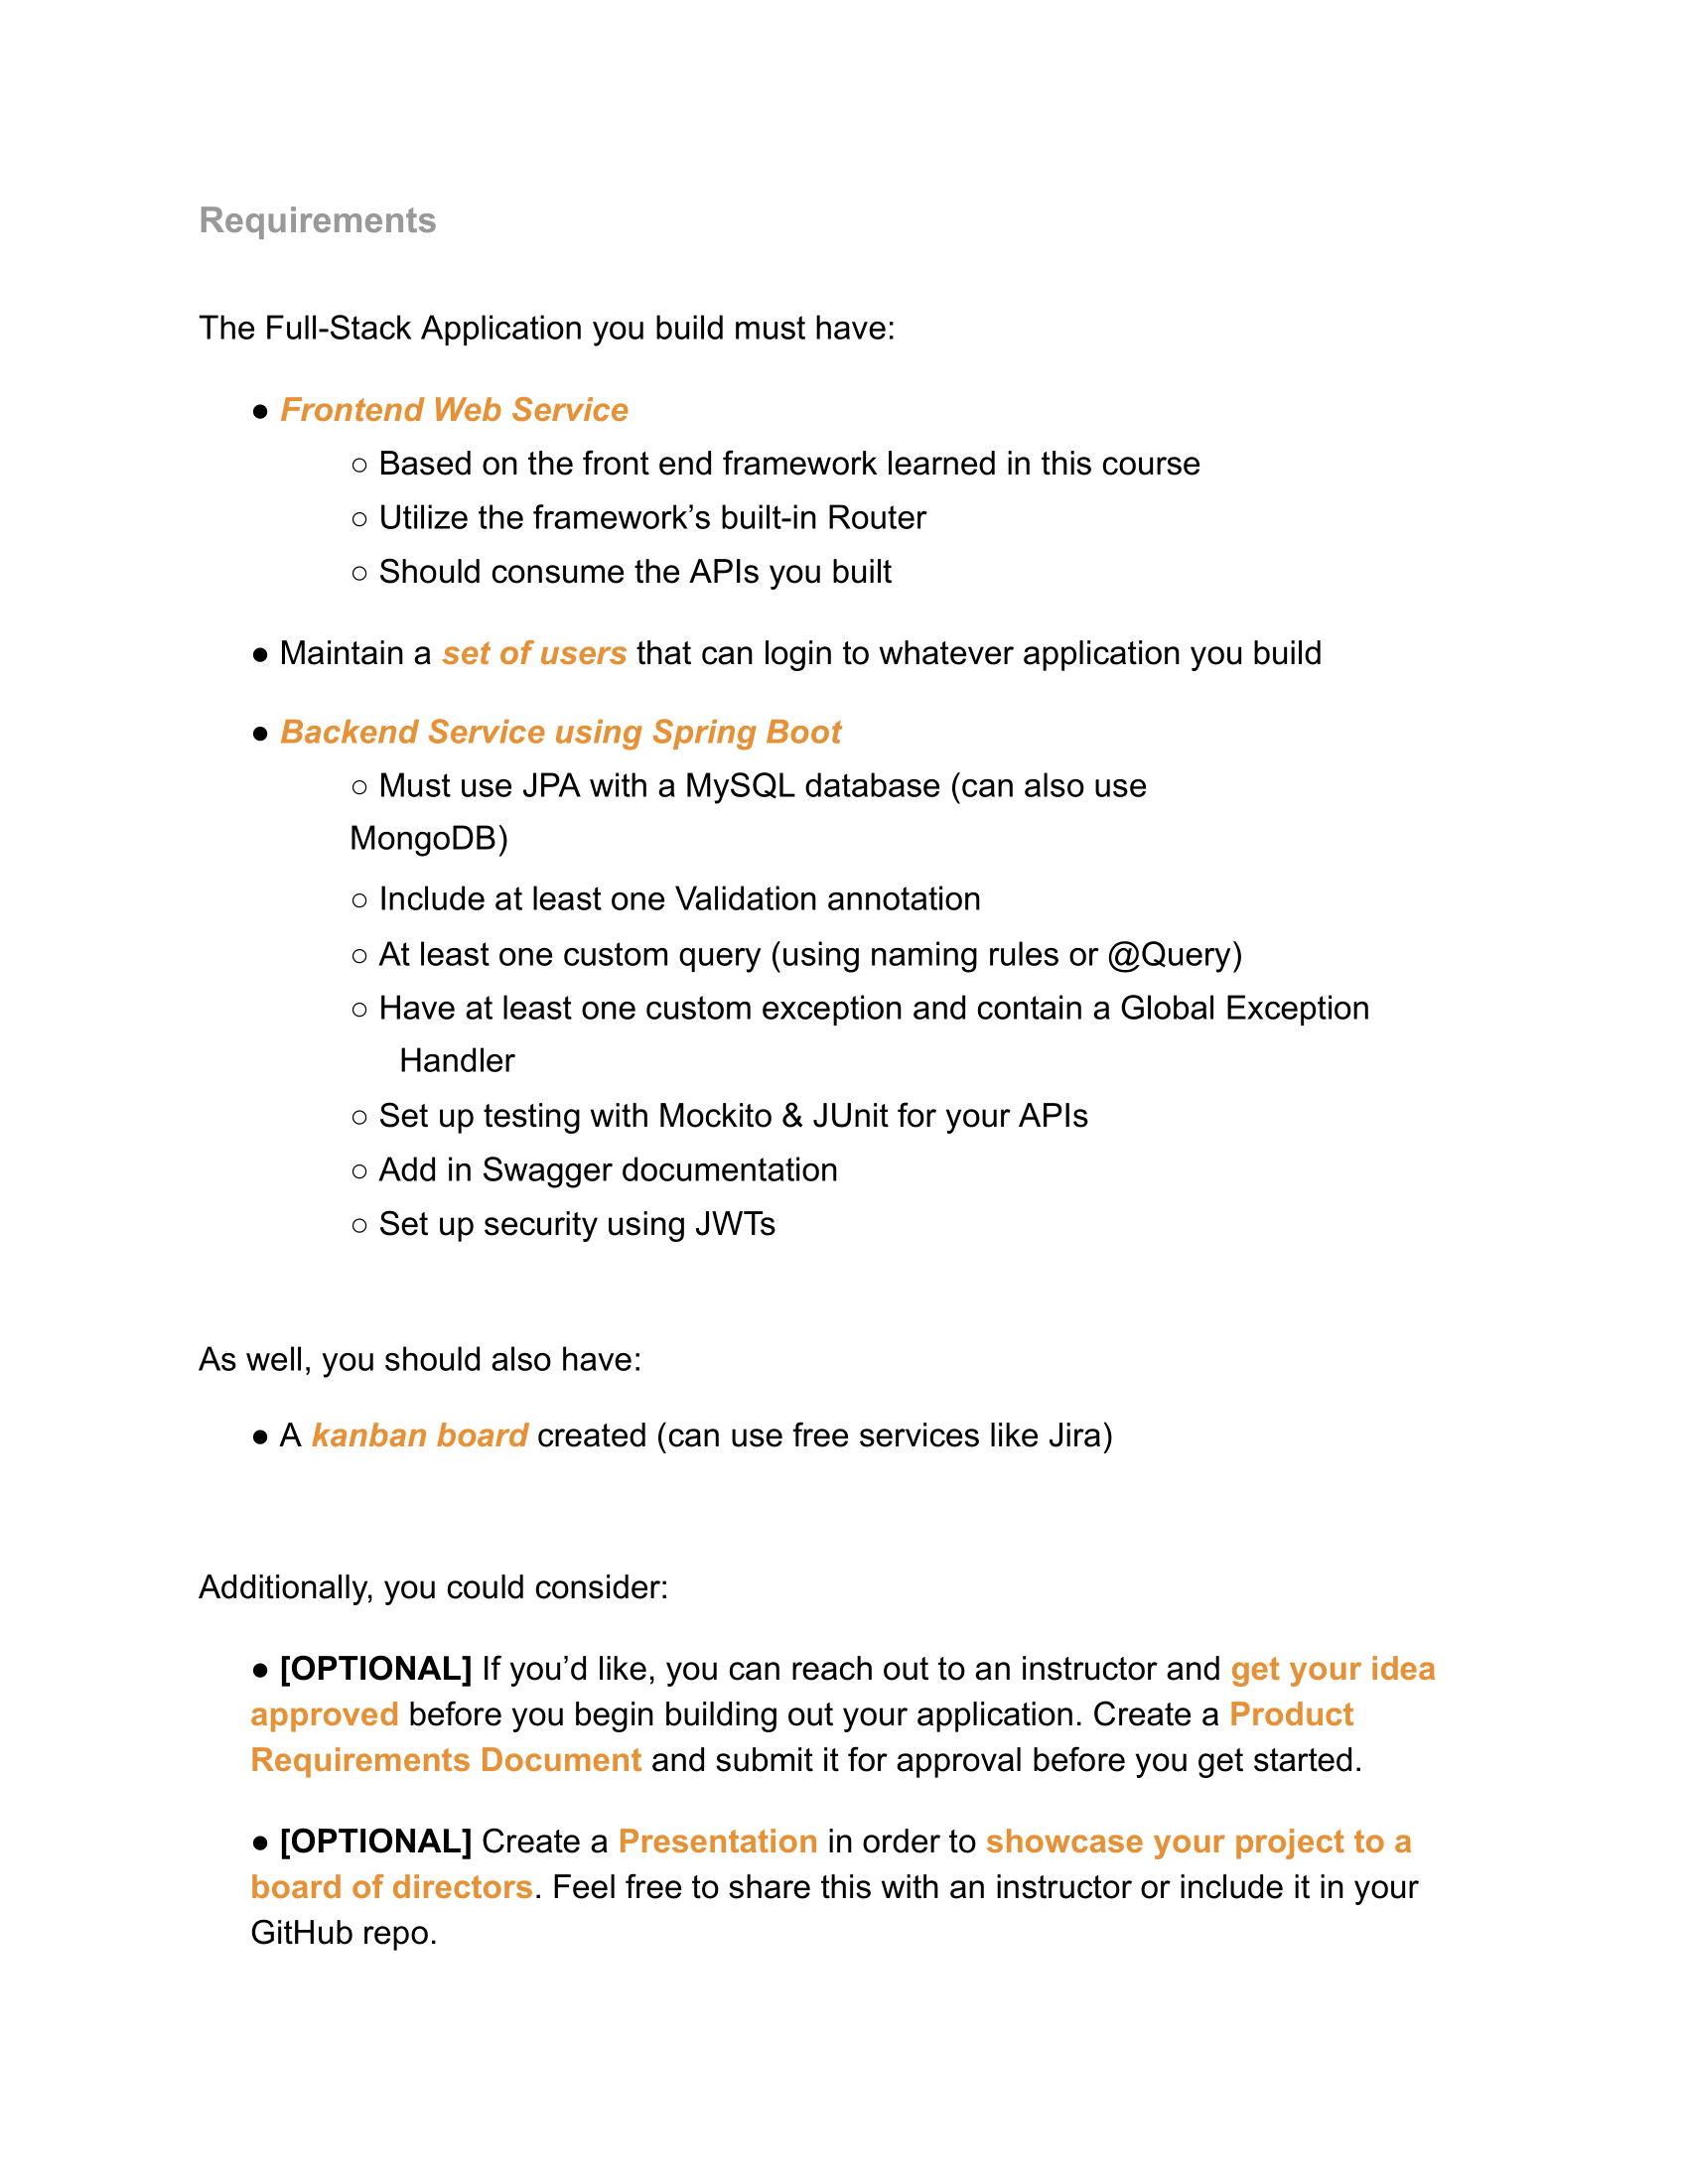 Requirements
The Full-Stack Application you build must have:
● Frontend Web Service
○ Based on the front end framework learned in this course
○ Utilize the framework’s built-in Router
○ Should consume the APIs you built
● Maintain a set of users that can login to whatever application you build
● Backend Service using Spring Boot
○ Must use JPA with a MySQL database (can also use
MongoDB)
○ Include at least one Validation annotation
○ At least one custom query (using naming rules or @Query)
○ Have at least one custom exception and contain a Global Exception
Handler
○ Set up testing with Mockito & JUnit for your APIs
○ Add in Swagger documentation
○ Set up security using JWTs
As well, you should also have:
● A kanban board created (can use free services like Jira)
Additionally, you could consider:
● [OPTIONAL] If you’d like, you can reach out to an instructor and get your idea
approved before you begin building out your application. Create a Product
Requirements Document and submit it for approval before you get started.
● [OPTIONAL] Create a Presentation in order to showcase your project to a
board of directors. Feel free to share this with an instructor or include it in your
GitHub repo.